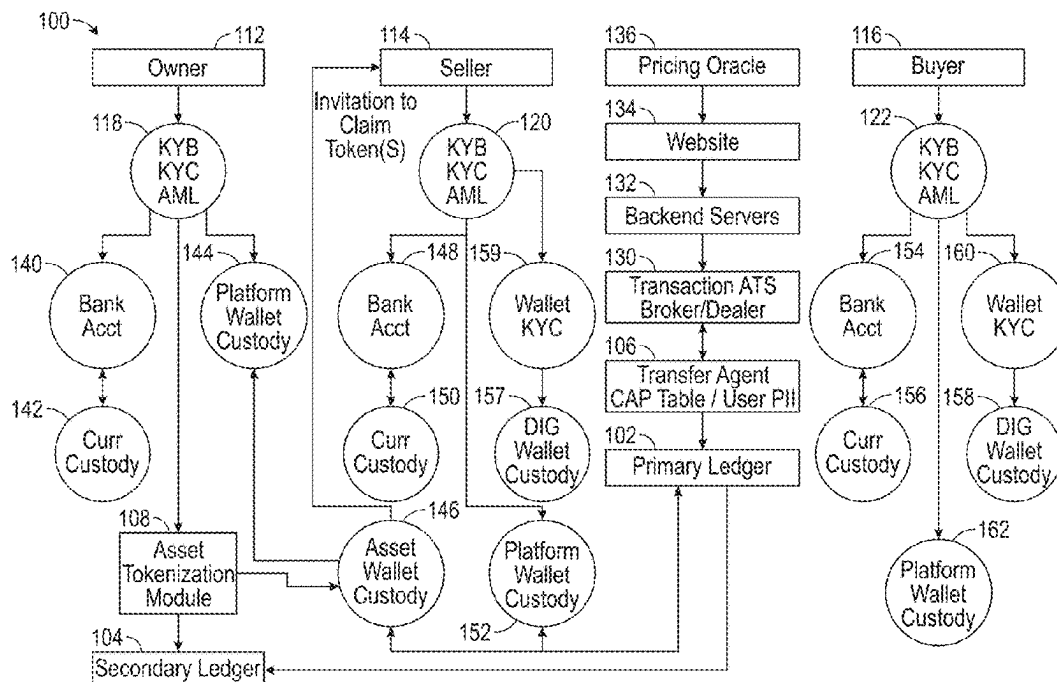 100
112
Owner
114
Seller
136
Pricing Oracle
116
Buyer
Invitation to
Claim
Token(S)
118
KYB
KYC
AML
120
KYB
KYC
AML
134
Website
122
KYB
KYC
AML
132
Backend Servers
140
Bank
Acct
144
Platform
Wallet
Custody
148
Bank
Acct
159
Wallet
KYC
130
Transaction ATS
Broker/Dealer
154
Bank
Acct
160
Wallet
KYC
106
Transfer Agent
CAP Table / User PII
142
Curr
Custody
150
Curr
Custody
157
DIG
Wallet
Custody
102
Primary Ledger
156
Curr
Custody
158
DIG
Wallet
Custody
108
Asset
Tokenization
Module
146
Asset
Wallet
Custody
Platform
Wallet
Custody
152
162
Platform
Wallet
Custody
104
Secondary Ledger